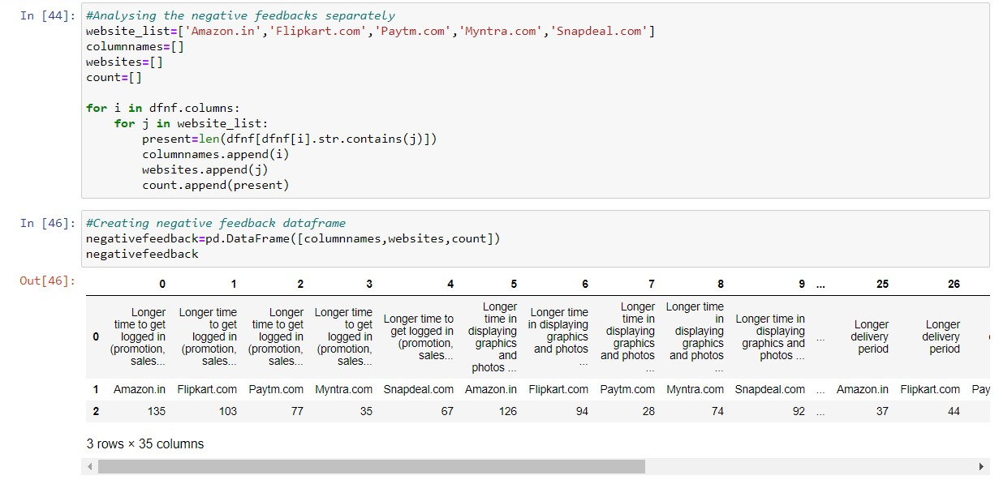 In [44]: #Analysing the negative feedbacks separately
website_list=['Amazon.in','Flipkart.com','Paytm.com','Myntra.com','Snapdeal.com']
columnnames=[]
websites=[]
count=[]
for i in dfnf.columns:
    for j in website_list:
        present=len(dfnf[dfnf[i].str.contains(j)])
        columnnames.append(i)
        websites.append(j)
        count.append(present)
In [46]: #Creating negative feedback dataframe
negativefeedback=pd.DataFrame([columnnames,websites,count])
negativefeedback
Out[46]:
0 1 2 3 4 5 6 7 8 9 ... 25 26
0 Longer time to get logged in (promotion, sales... Longer time to get logged in (promotion, sales... Longer time to get logged in (promotion, sales... Longer time to get logged in (promotion, sales... Longer time to get logged in (promotion, sales... Longer time in displaying graphics and photos ... Longer time in displaying graphics and photos ... Longer time in displaying graphics and photos ... Longer time in displaying graphics and photos ... Longer time in displaying graphics and photos ... ... Longer delivery period Longer delivery period
1 Amazon.in Flipkart.com Paytm.com Myntra.com Snapdeal.com Amazon.in Flipkart.com Paytm.com Myntra.com Snapdeal.com ... Amazon.in Flipkart.com Pay
2 135 103 77 35 67 126 94 28 74 92 ... 37 44
3 rows × 35 columns